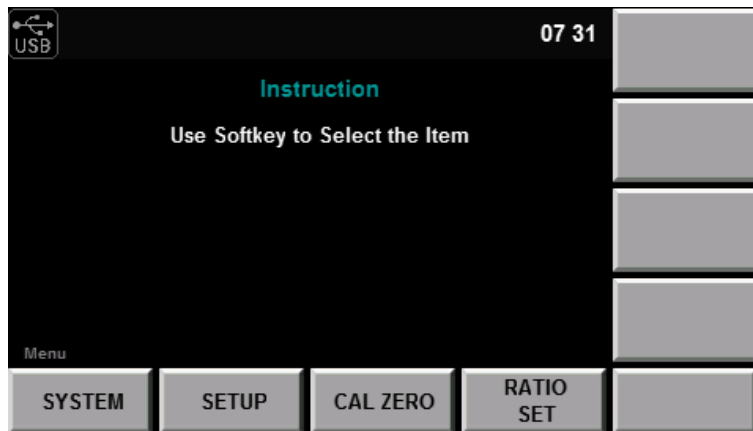 USB
07 31
Instruction
Use Softkey to Select the Item
Menu
SYSTEM
SETUP
CAL ZERO
RATIO
SET